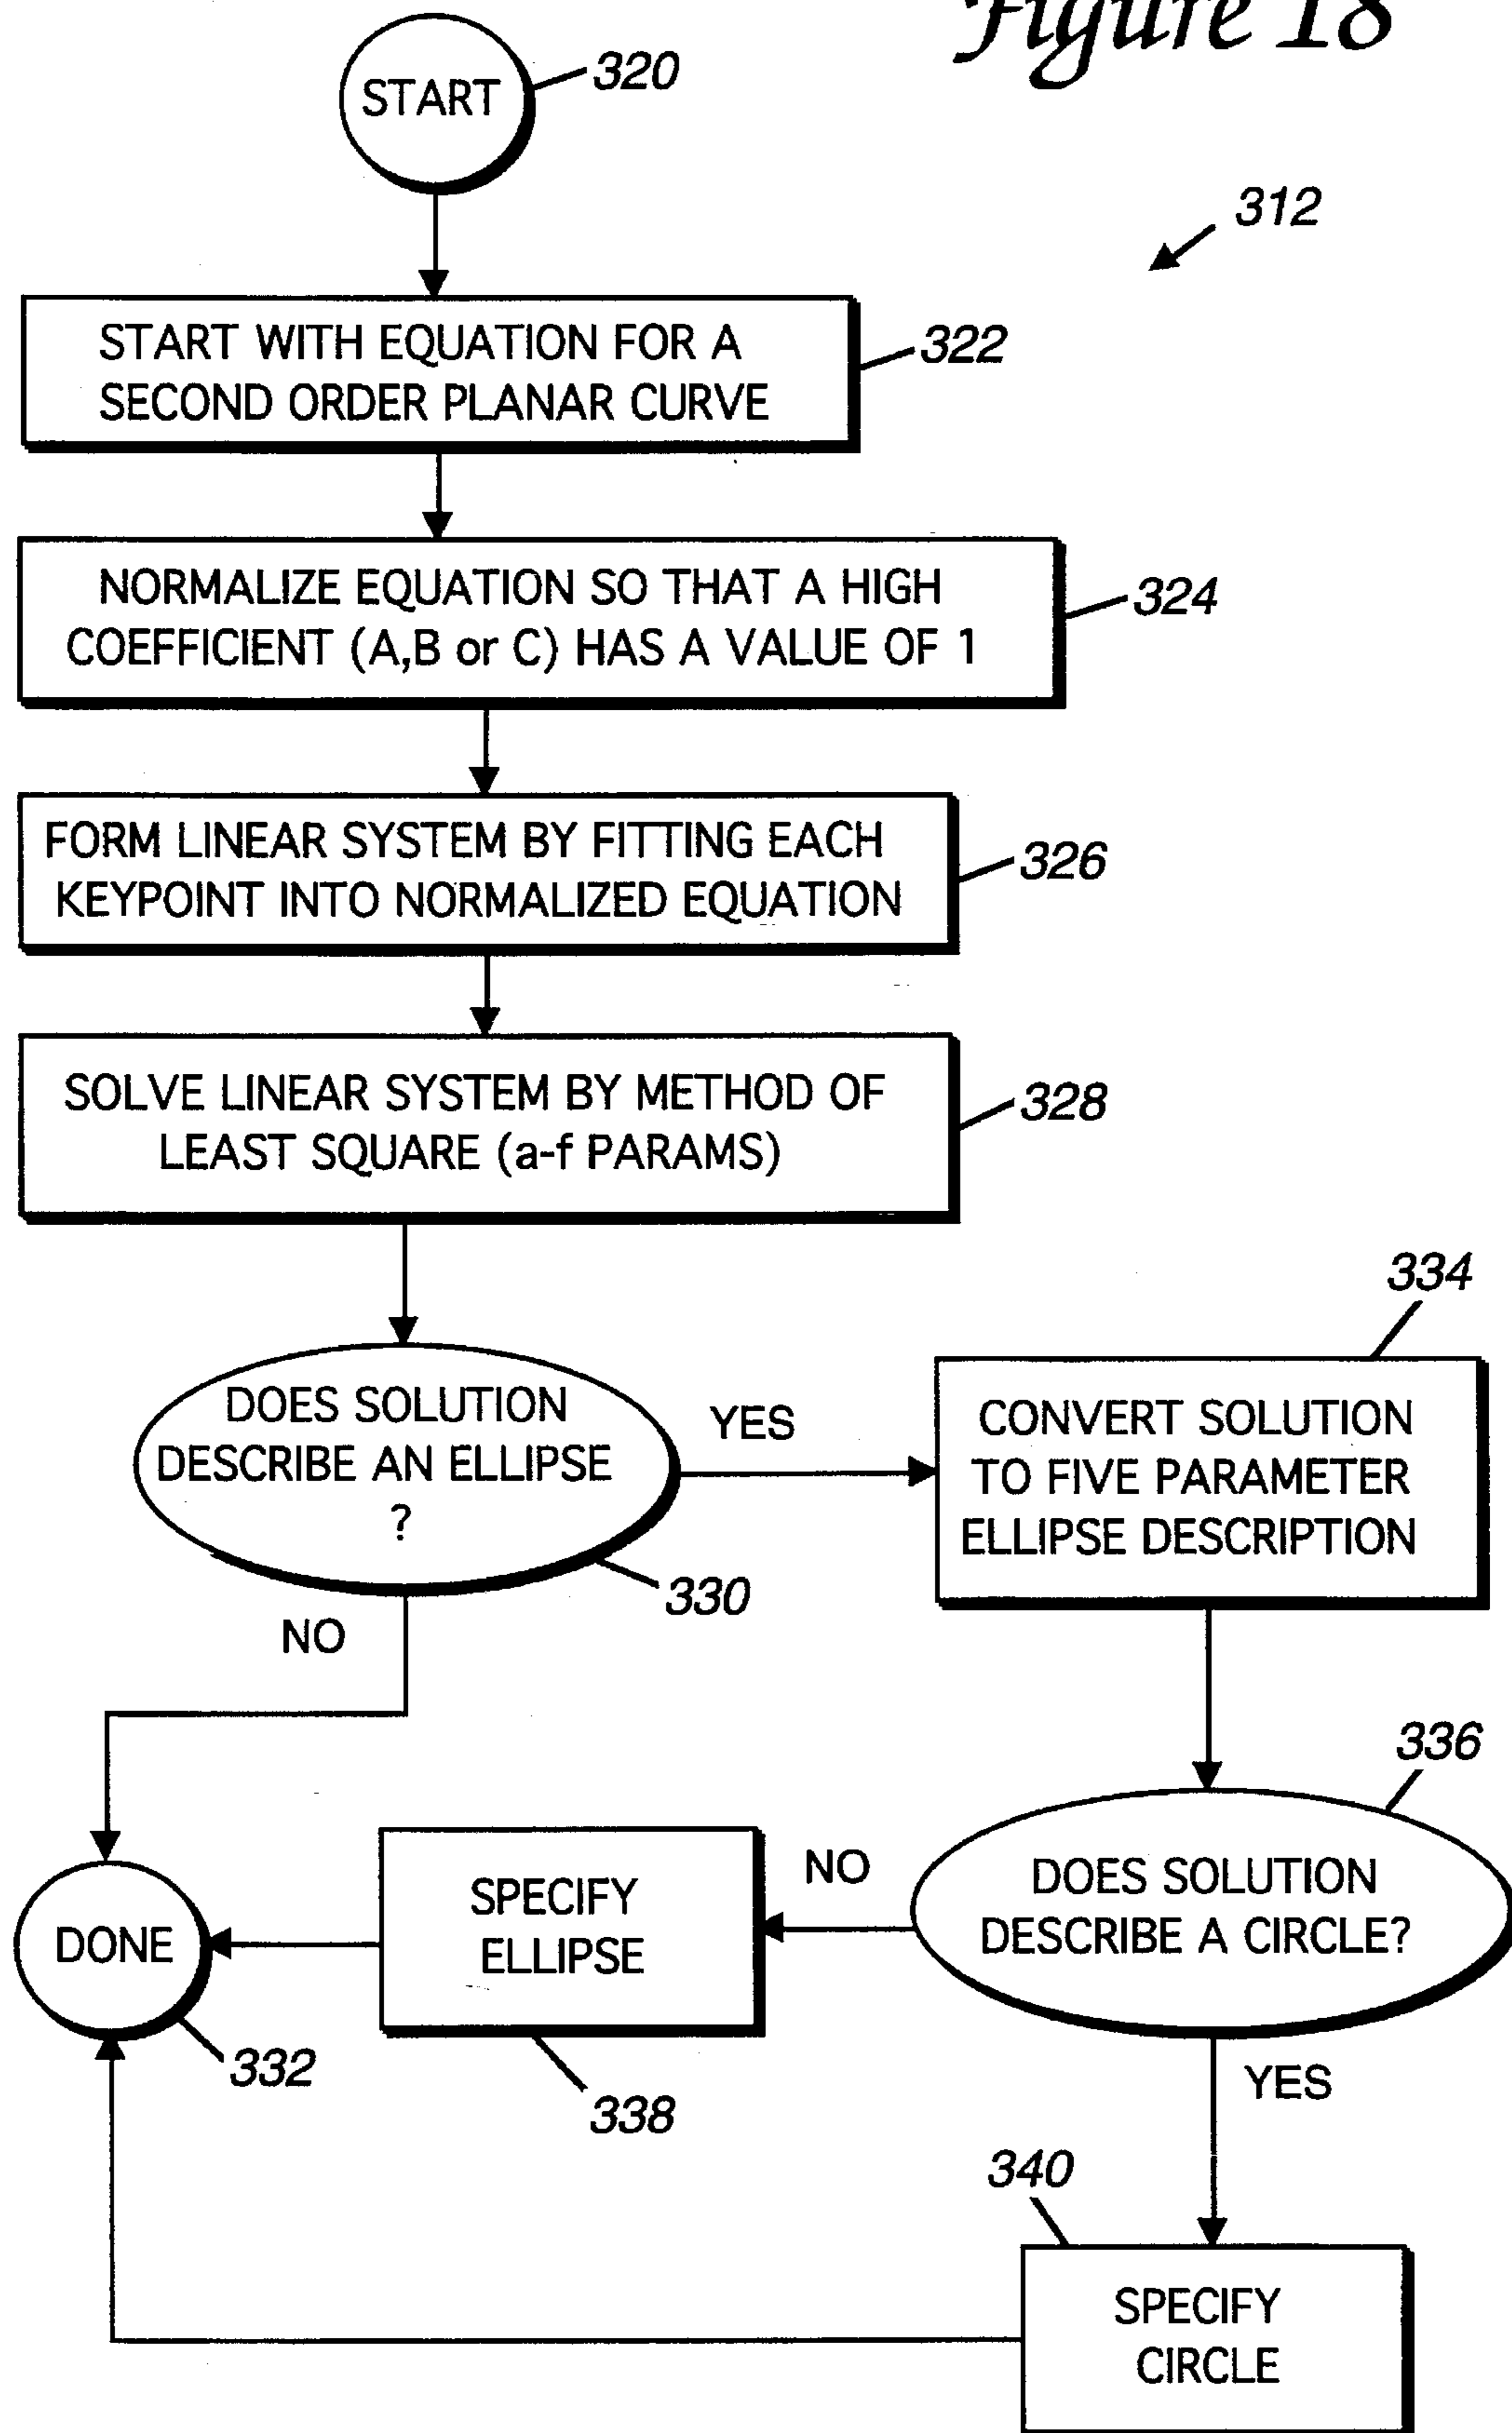 Figure 18
START
320
312
START WITH EQUATION FOR A
SECOND ORDER PLANAR CURVE
322
NORMALIZE EQUATION SO THAT A HIGH
COEFFICIENT (A,B or C) HAS A VALUE OF 1
324
FORM LINEAR SYSTEM BY FITTING EACH
KEYPOINT INTO NORMALIZED EQUATION
326
SOLVE LINEAR SYSTEM BY METHOD OF
LEAST SQUARE (a-f PARAMS)
328
DOES SOLUTION
DESCRIBE AN ELLIPSE
?
330
YES
NO
334
CONVERT SOLUTION
TO FIVE PARAMETER
ELLIPSE DESCRIPTION
336
DOES SOLUTION
DESCRIBE A CIRCLE?
NO
SPECIFY
ELLIPSE
338
DONE
332
YES
340
SPECIFY
CIRCLE